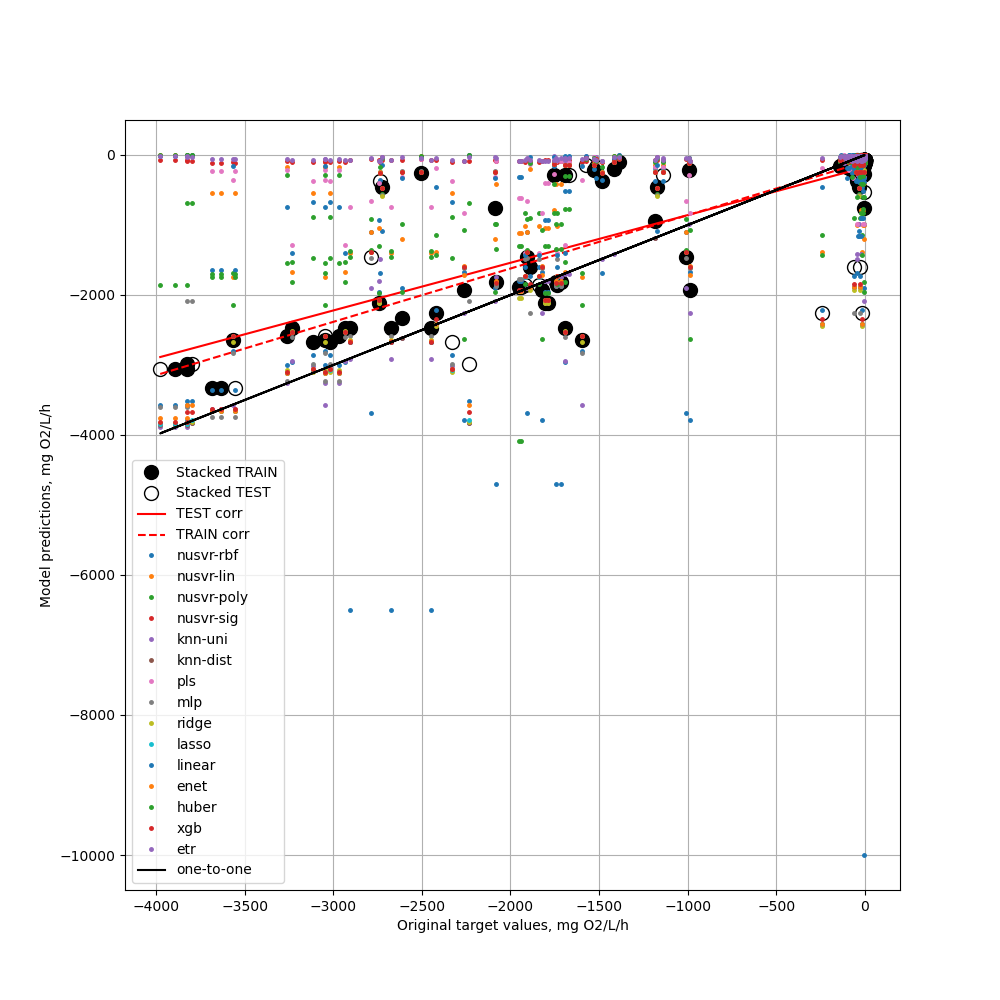 0
−2000
−4000
−6000
−8000
−10000
Model predictions, mg O2/L/h
Stacked TRAIN
Stacked TEST
TEST corr
TRAIN corr
nusvr-rbf
nusvr-lin
nusvr-poly
nusvr-sig
knn-uni
knn-dist
pls
mlp
ridge
lasso
linear
enet
huber
xgb
etr
one-to-one
−4000 −3500 −3000 −2500 −2000 −1500 −1000 −500 0
Original target values, mg O2/L/h